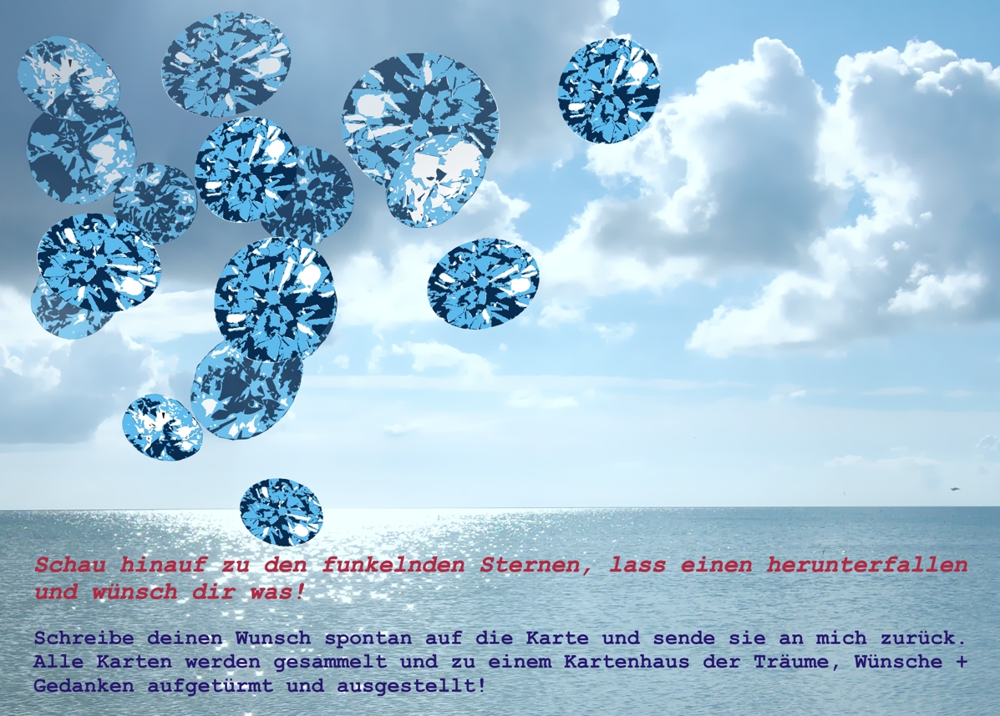 Schau hinauf zu den funkelnden Sternen, lass einen herunterfallen
und wünsch dir was!
Schreibe deinen Wunsch spontan auf die Karte und sende sie an mich zurück.
Alle Karten werden gesammelt und zu einem Kartenhaus der Träume, Wünsche +
Gedanken aufgetürmt und ausgestellt!